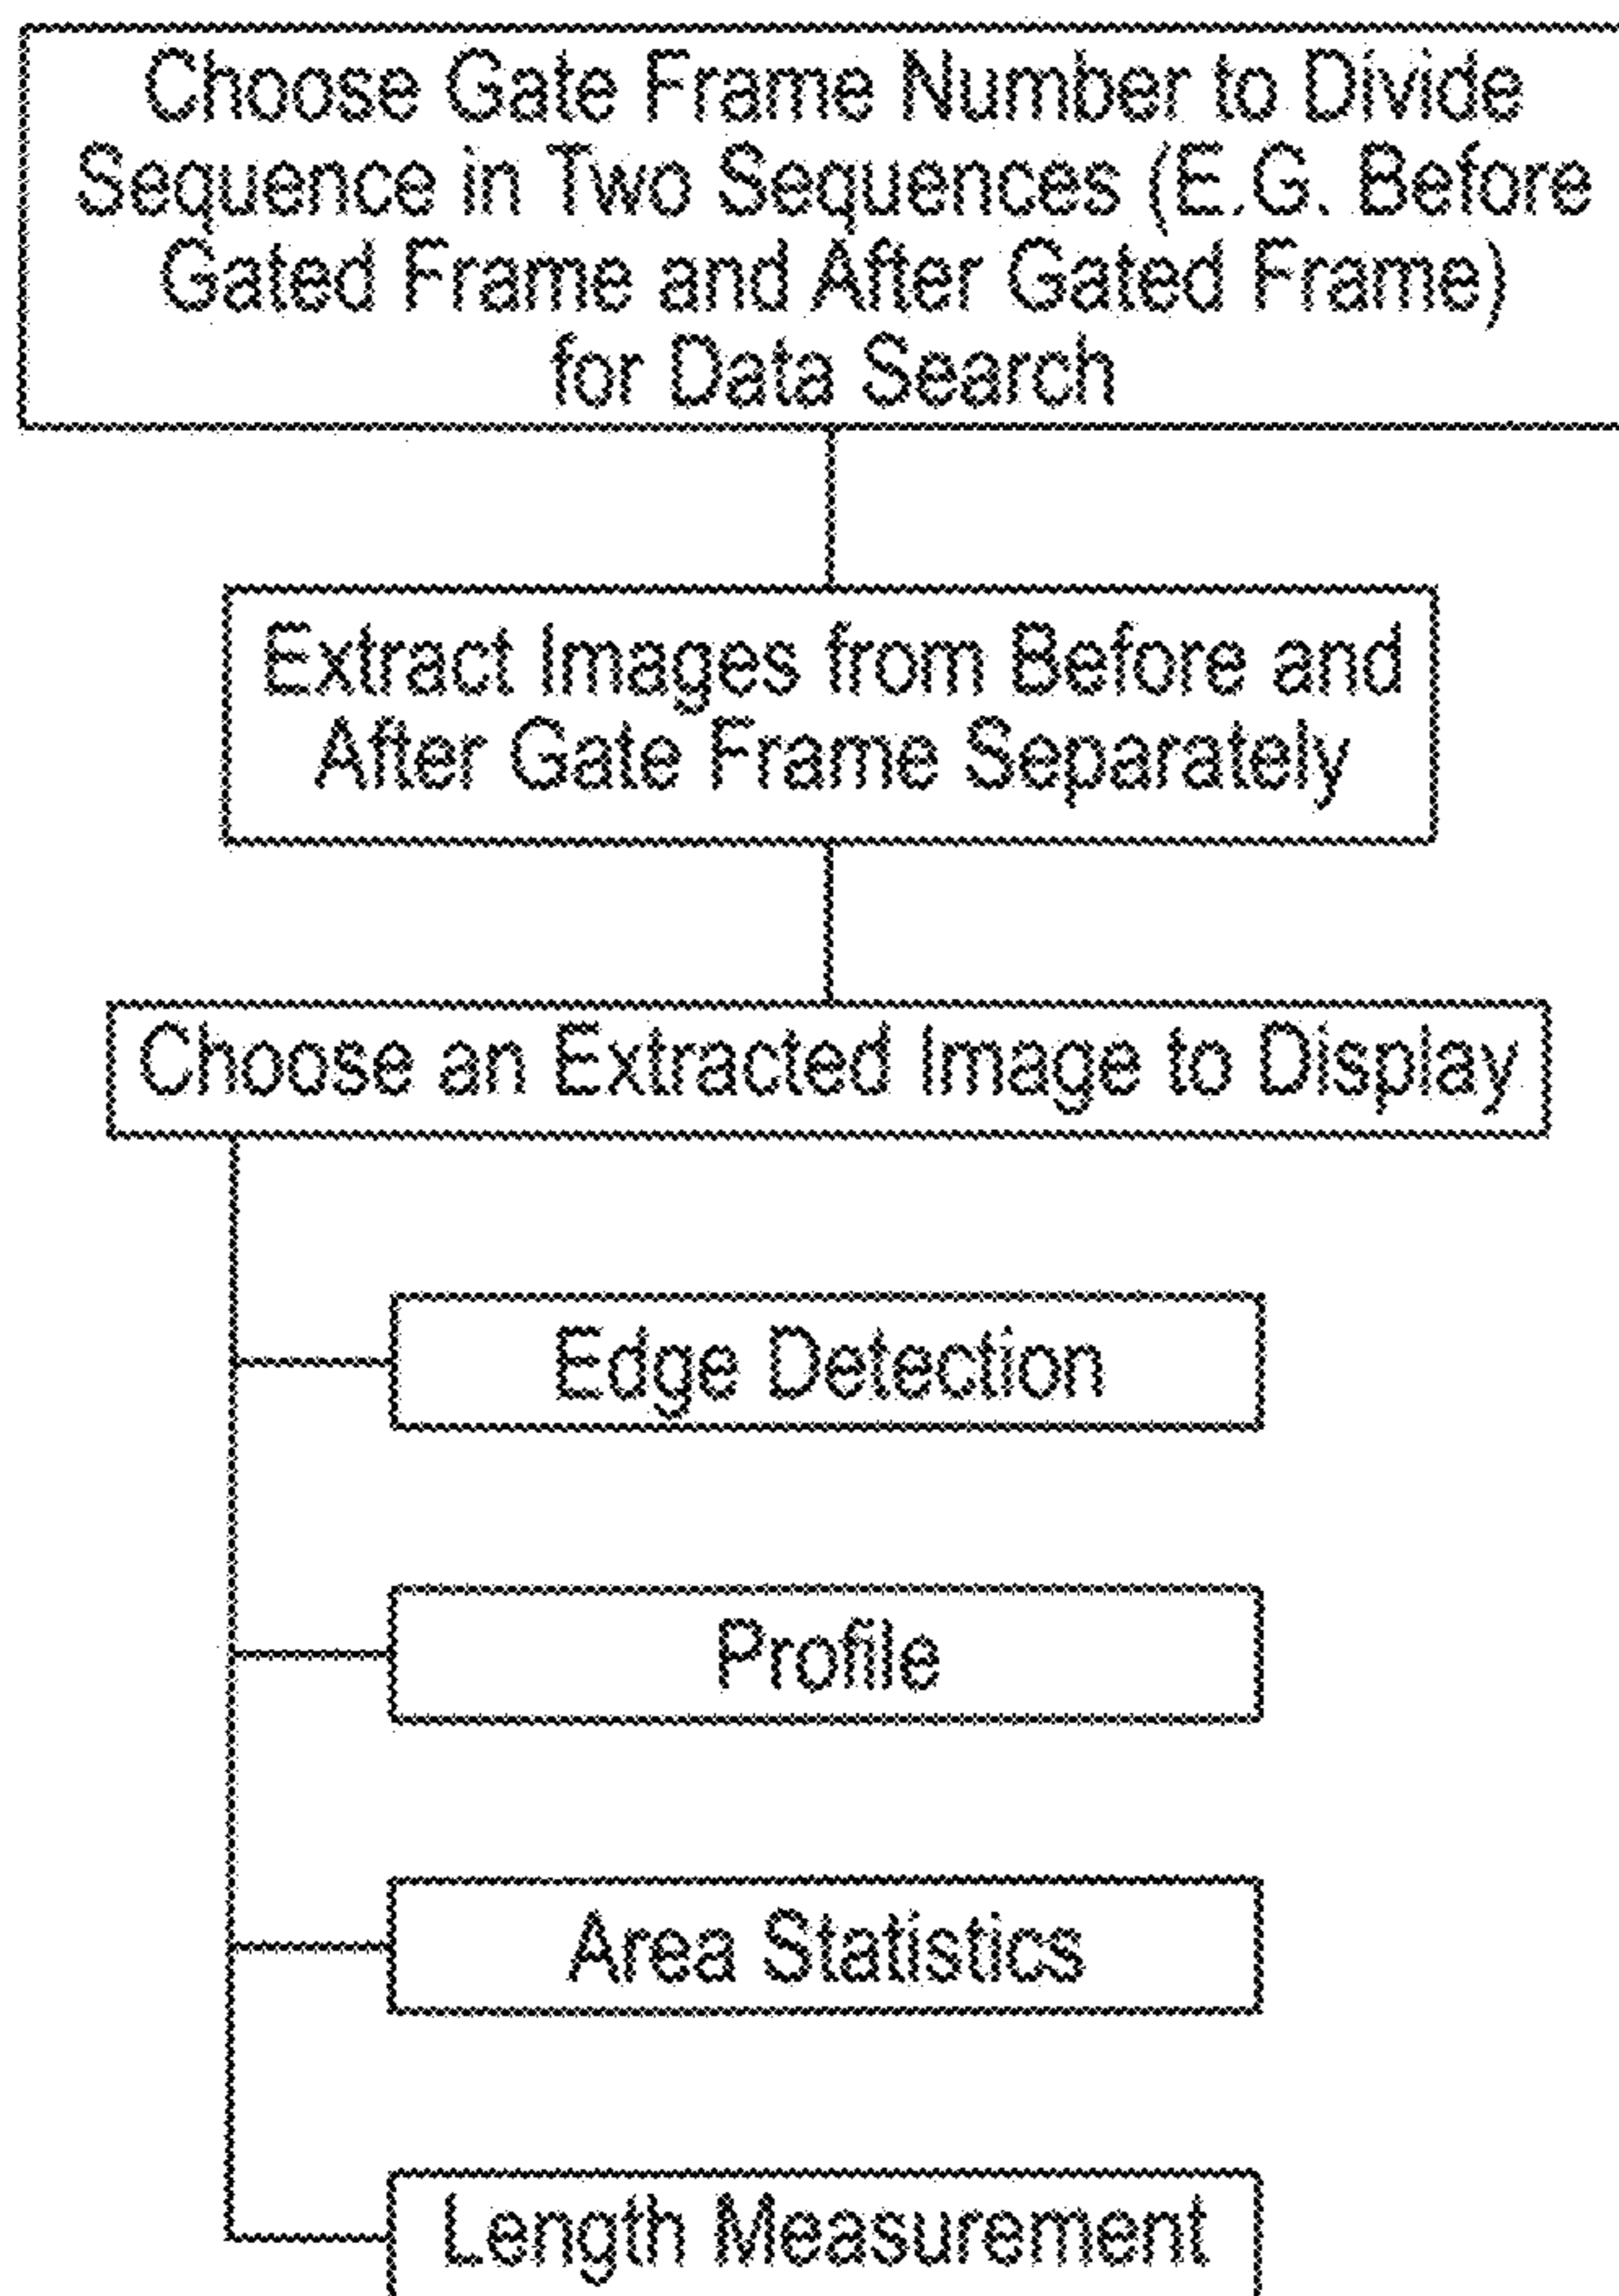 Choose Gate Frame Number to Divide
Sequence in Two Sequences (E.G. Before
Gated Frame and After Gated Frame)
for Data Search
Extract Images from Before and
After Gate Frame Separately
Choose an Extracted Image to Display
Edge Detection
Profile
Area Statistics
Length Measurement